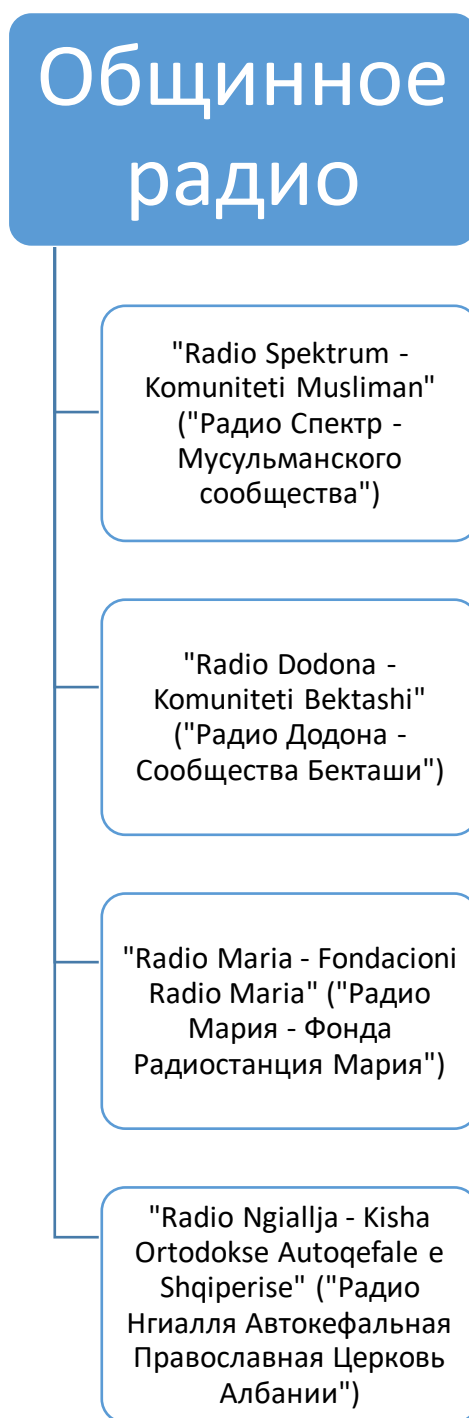 Общинное
радио
"Radio Spektrum -
Komuniteti Musliman"
("Радио Спектр -
Мусульманского
сообщества")
"Radio Dodona -
Komuniteti Bektashi"
("Радио Додона -
Сообщества Бекташи")
"Radio Maria - Fondacioni
Radio Maria" ("Радио
Мария - Фонда
Радиостанция Мария")
"Radio Ngiallja - Kisha
Ortodokse Autoqefale e
Shqiperise" ("Радио
Нгиалля Автокефальная
Православная Церковь
Албании")